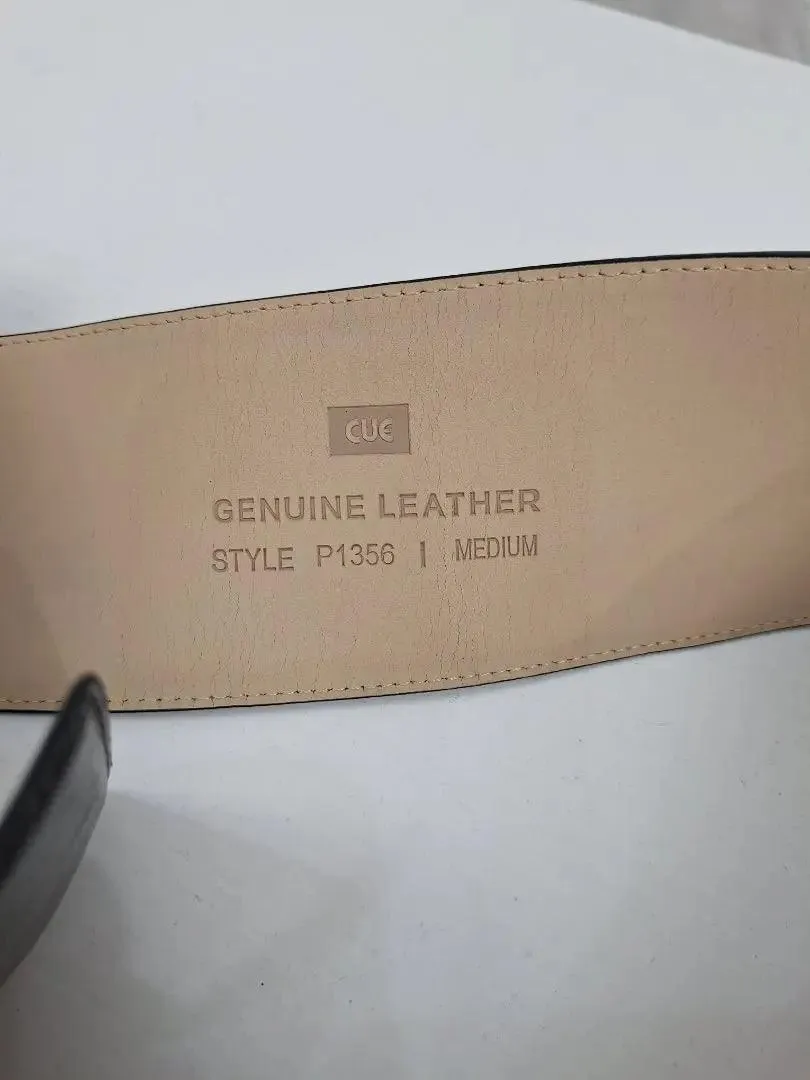 CUE
GENUINE LEATHER
STYLE P1356 | MEDIUM